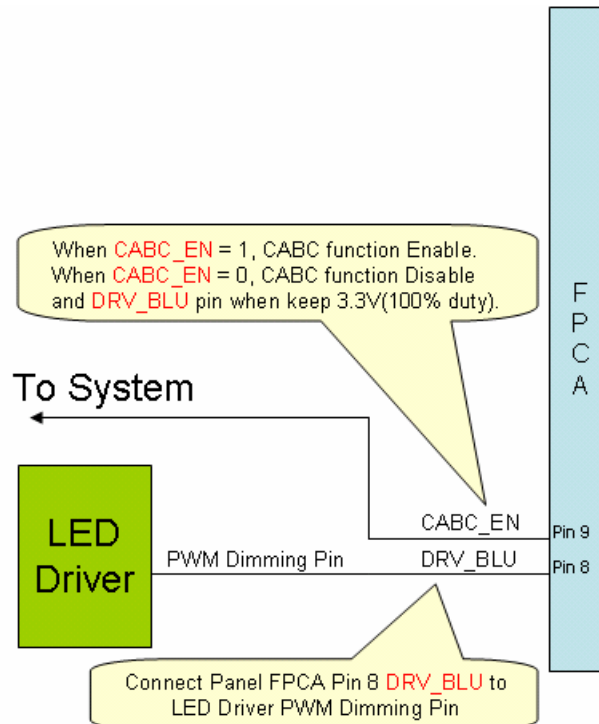 When CABC_EN = 1, CABC function Enable.
When CABC_EN = 0, CABC function Disable
and DRV_BLU pin when keep 3.3V(100% duty).
F
P
C
A
To System
LED
Driver
CABC_EN
Pin 9
PWM Dimming Pin
DRV_BLU
Pin 8
Connect Panel FPCA Pin 8 DRV_BLU to
LED Driver PWM Dimming Pin